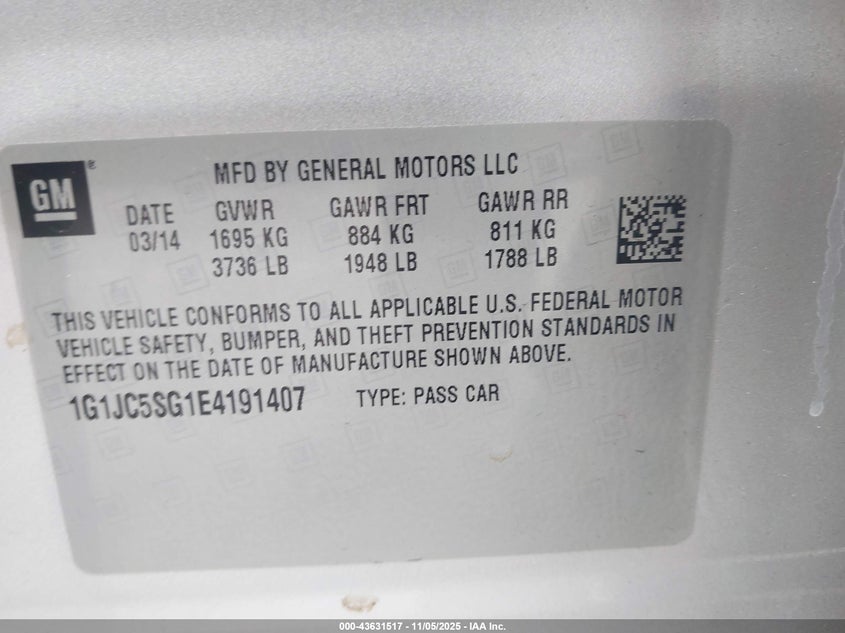 GM®
MFD BY GENERAL MOTORS LLC
DATE GVWR GAWR FRT GAWR RR
03/14 1695 KG 884 KG 811 KG
3736 LB 1948 LB 1788 LB
THIS VEHICLE CONFORMS TO ALL APPLICABLE U.S. FEDERAL MOTOR
VEHICLE SAFETY, BUMPER, AND THEFT PREVENTION STANDARDS IN
EFFECT ON THE DATE OF MANUFACTURE SHOWN ABOVE.
1G1JC5SG1E4191407 TYPE: PASS CAR
000-43631517 - 11/05/2025 - IAA Inc.